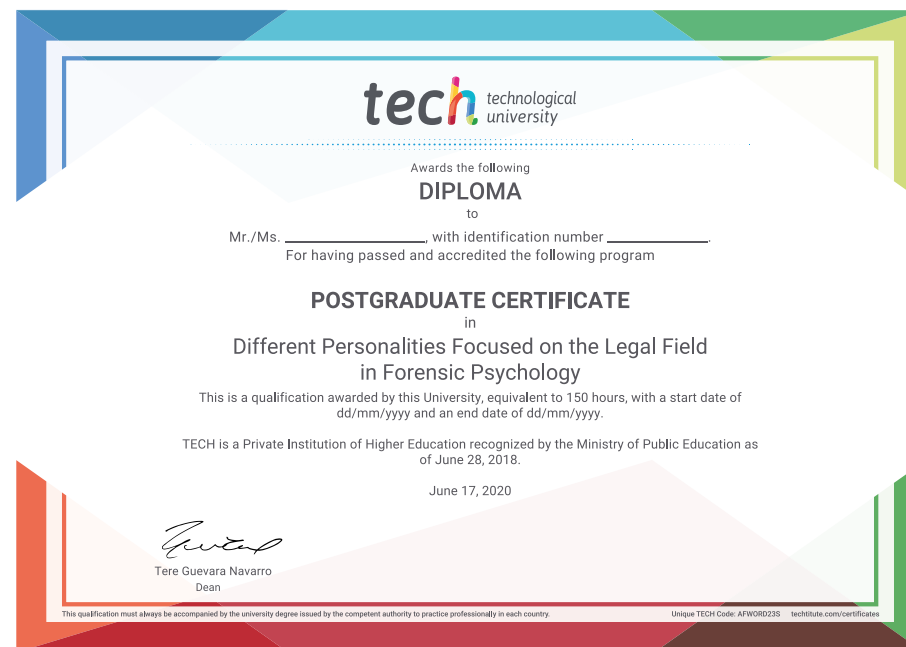 tech technological
university
Awards the following
DIPLOMA
to
Mr./Ms. ____________________, with identification number ______________.
For having passed and accredited the following program
POSTGRADUATE CERTIFICATE
in
Different Personalities Focused on the Legal Field
in Forensic Psychology
This is a qualification awarded by this University, equivalent to 150 hours, with a start date of
dd/mm/yyyy and an end date of dd/mm/yyyy.
TECH is a Private Institution of Higher Education recognized by the Ministry of Public Education as
of June 28, 2018.
June 17, 2020
Tere Guevara Navarro
Dean
This qualification must always be accompanied by the university degree issued by the competent authority to practice professionally in each country. Unique TECH Code: AFWORD23S techtitute.com/certificates